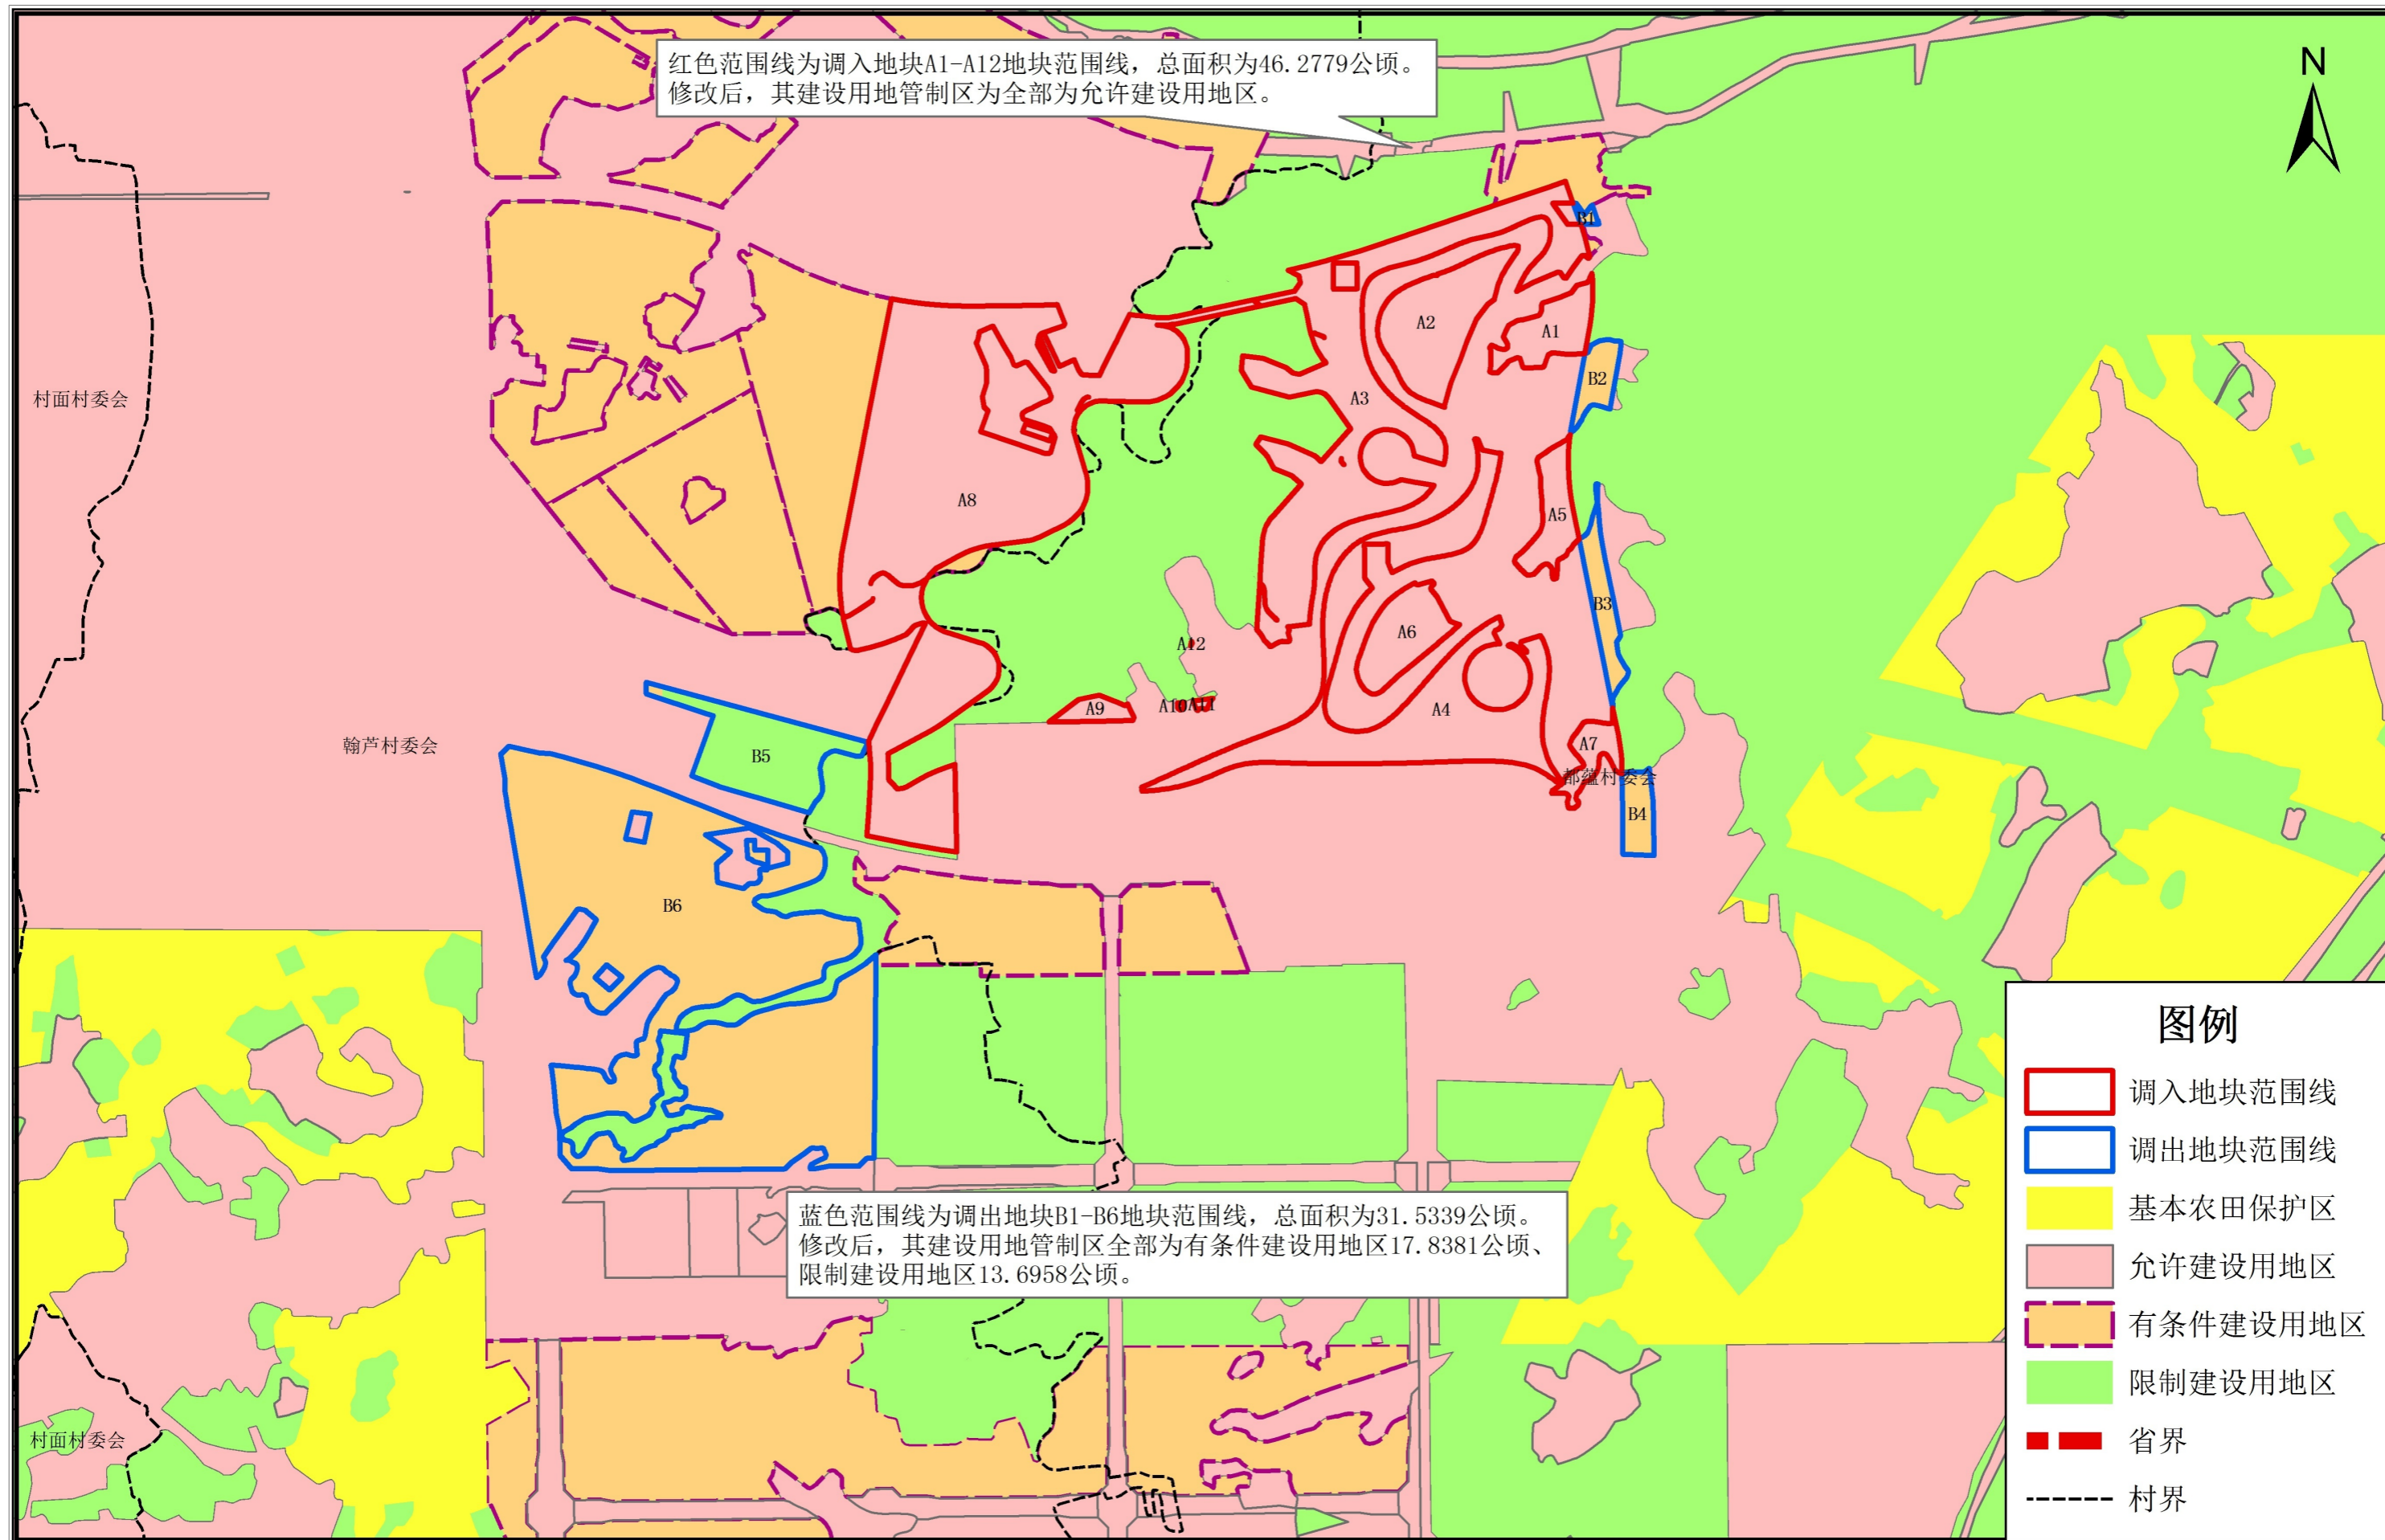 红色范围线为调入地块A1-A12地块范围线，总面积为46.2779公顷。
修改后，其建设用地管制区为全部为允许建设用地区。
N
B1
A2
A1
B2
A3
村面村委会
A8
A5
B3
A6
A12
A9
A10
A11
A4
翰芦村委会
A7
B5
都蕴村委会
B4
B6
蓝色范围线为调出地块B1-B6地块范围线，总面积为31.5339公顷。
修改后，其建设用地管制区全部为有条件建设用地区17.8381公顷、
限制建设用地区13.6958公顷。
村面村委会
图例
调入地块范围线
调出地块范围线
基本农田保护区
允许建设用地区
有条件建设用地区
限制建设用地区
省界
村界